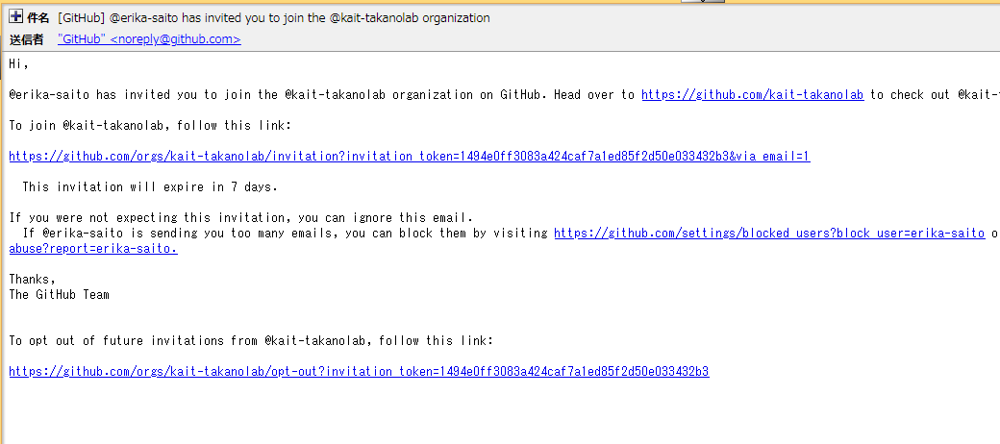 件名 [GitHub] @erika-saito has invited you to join the @kait-takanolab organization
送信者 "GitHub" <noreply@github.com>
Hi,
@erika-saito has invited you to join the @kait-takanolab organization on GitHub. Head over to https://github.com/kait-takanolab to check out @kait-
To join @kait-takanolab, follow this link:
https://github.com/orgs/kait-takanolab/invitation?invitation_token=1494e0ff3083a424caf7a1ed85f2d50e033432b3&via_email=1
This invitation will expire in 7 days.
If you were not expecting this invitation, you can ignore this email.
If @erika-saito is sending you too many emails, you can block them by visiting https://github.com/settings/blocked_users?block_user=erika-saito o
abuse?report=erika-saito.
Thanks,
The GitHub Team
To opt out of future invitations from @kait-takanolab, follow this link:
https://github.com/orgs/kait-takanolab/opt-out?invitation_token=1494e0ff3083a424caf7a1ed85f2d50e033432b3